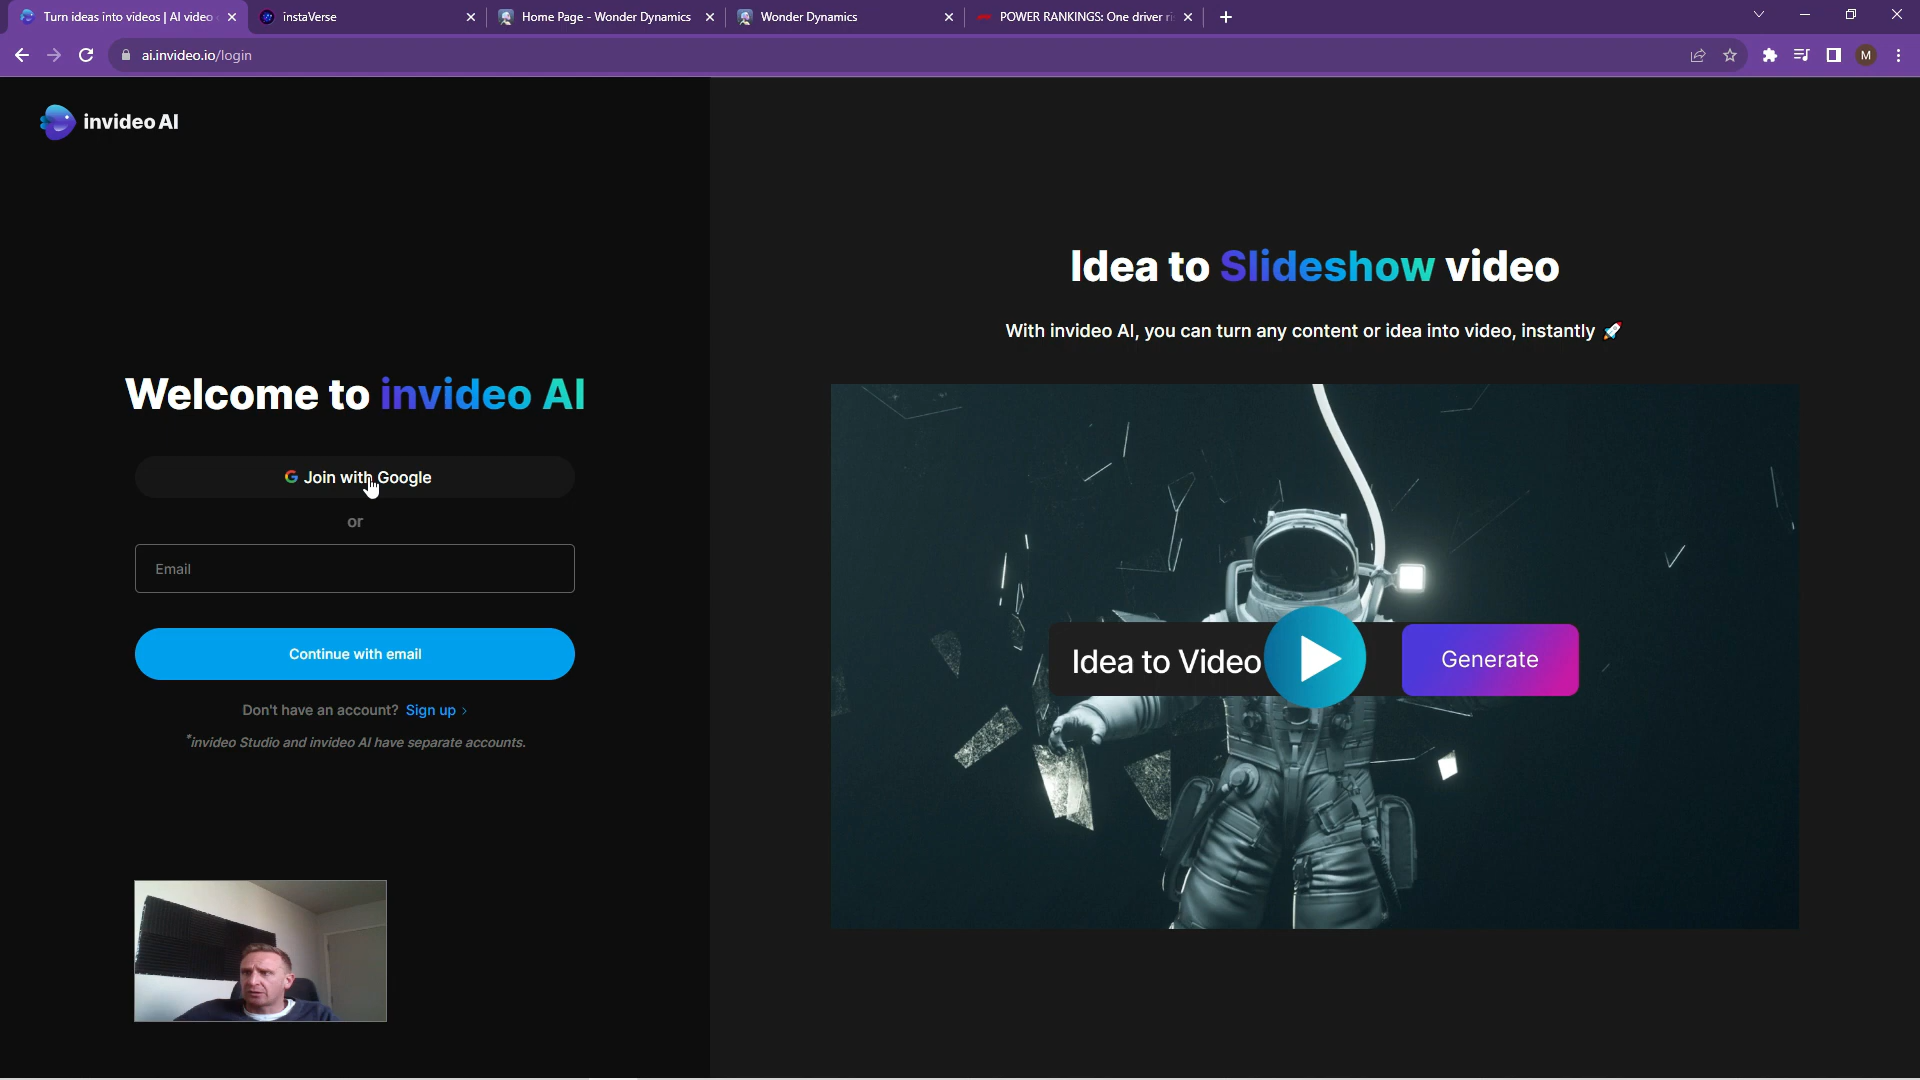 Turn ideas into videos | AI video
instaVerse
Home Page - Wonder Dynamics
Wonder Dynamics
POWER RANKINGS: One driver ri
ai.invideo.io/login
M
invideo AI
Welcome to invideo AI
G Join with Google
or
Email
Continue with email
Don't have an account? Sign up >
*invideo Studio and invideo AI have separate accounts.
Idea to Slideshow video
With invideo AI, you can turn any content or idea into video, instantly 🚀
Idea to Video
Generate